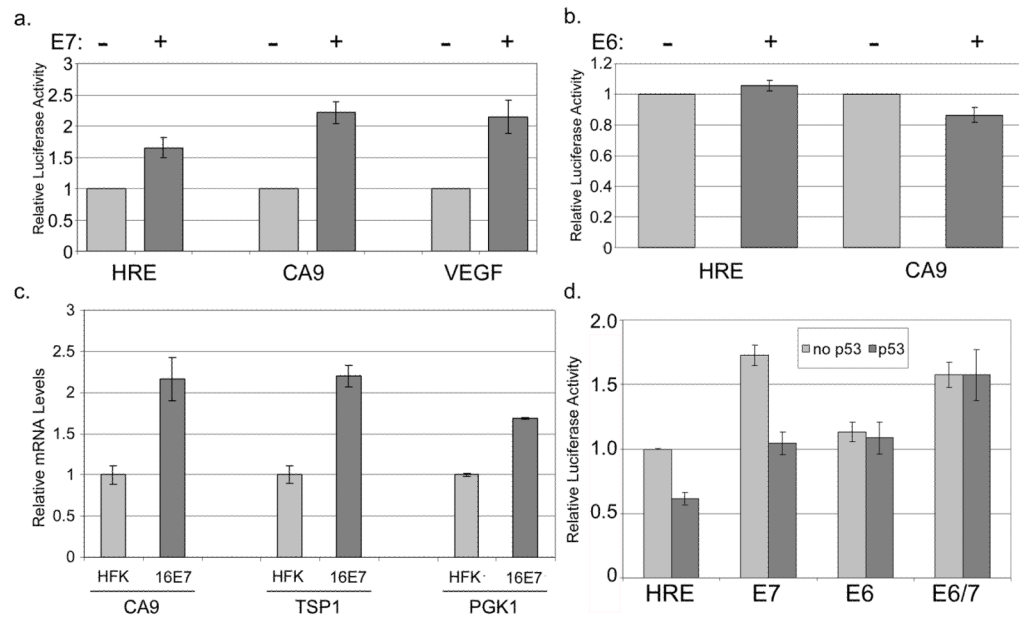 a.
E7: - + - + - +
Relative Luciferase Activity
3
2.5
2
1.5
1
0.5
0
HRE CA9 VEGF
b.
E6: - + - +
Relative Luciferase Activity
1.2
1
0.8
0.6
0.4
0.2
0
HRE CA9
c.
Relative mRNA Levels
3
2.5
2
1.5
1
0.5
0
HFK 16E7 HFK 16E7 HFK 16E7
CA9 TSP1 PGK1
d.
Relative Luciferase Activity
2.0
1.5
1.0
0.5
0.0
no p53 p53
HRE E7 E6 E6/7